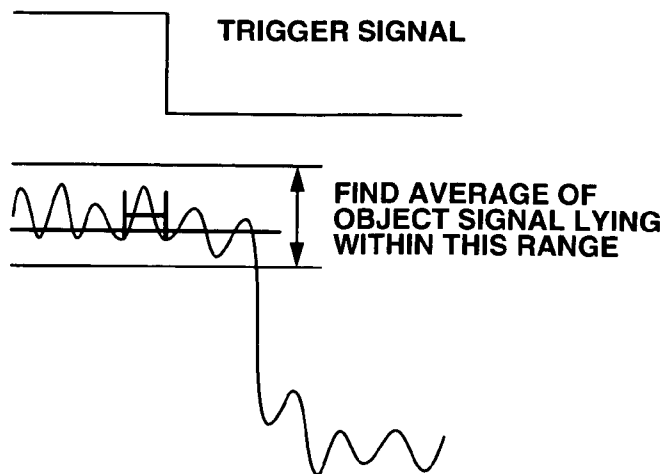 TRIGGER SIGNAL
FIND AVERAGE OF
OBJECT SIGNAL LYING
WITHIN THIS RANGE